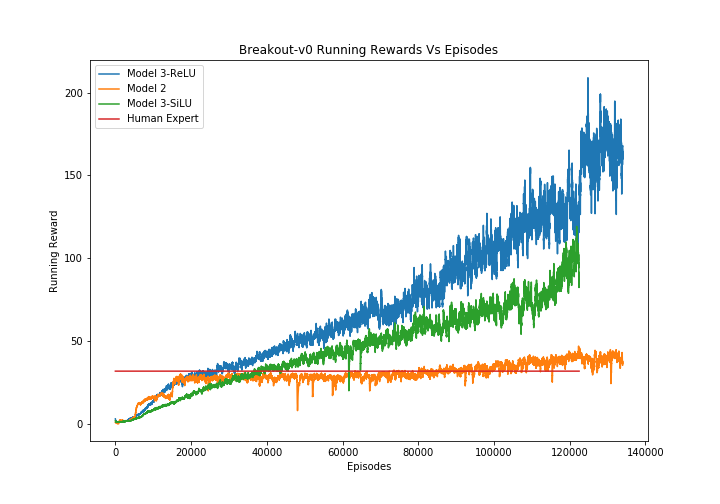 Breakout-v0 Running Rewards Vs Episodes
Model 3-ReLU
Model 2
Model 3-SiLU
Human Expert
200
150
100
50
0
Running Reward
0
20000
40000
60000
80000
100000
120000
140000
Episodes